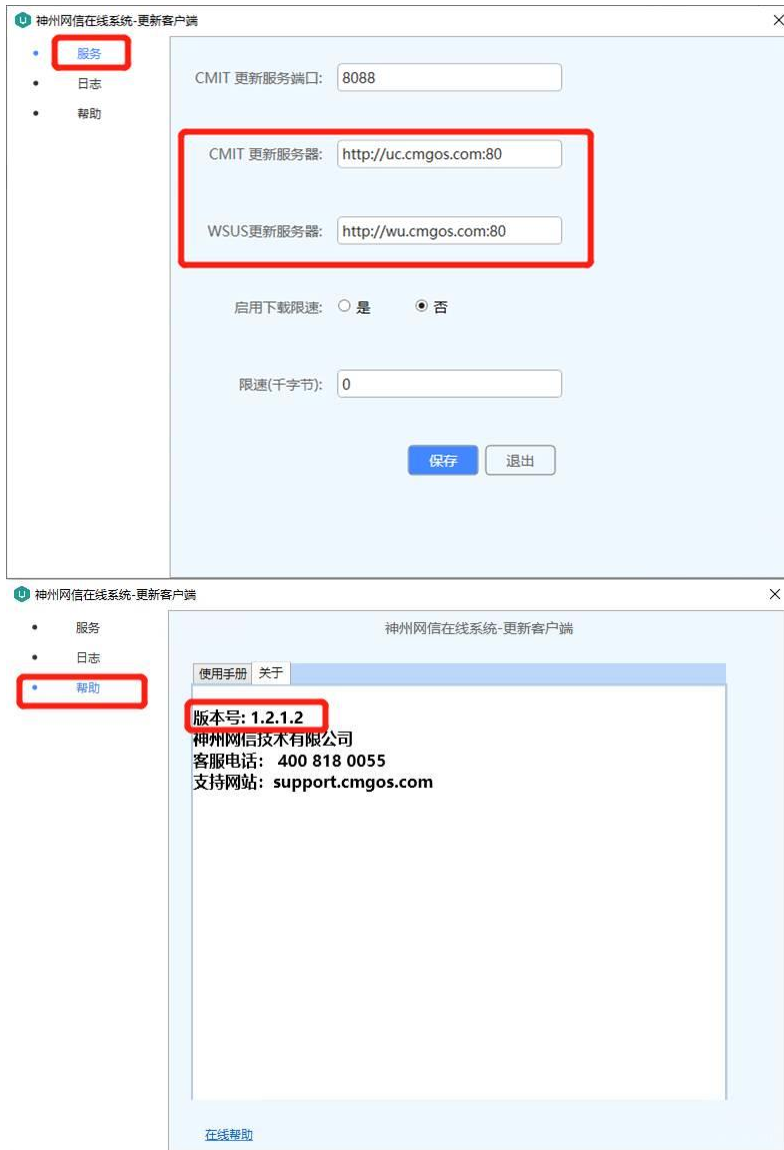 神州网信在线系统-更新客户端
服务
日志
帮助
CMIT 更新服务端口: 8088
CMIT 更新服务器: http://uc.cmgos.com:80
WSUS更新服务器: http://wu.cmgos.com:80
启用下载限速: 是 否
限速(千字节): 0
保存 退出
神州网信在线系统-更新客户端
服务
日志
帮助
神州网信在线系统-更新客户端
使用手册 关于
版本号: 1.2.1.2
神州网信技术有限公司
客服电话： 400 818 0055
支持网站：support.cmgos.com
在线帮助